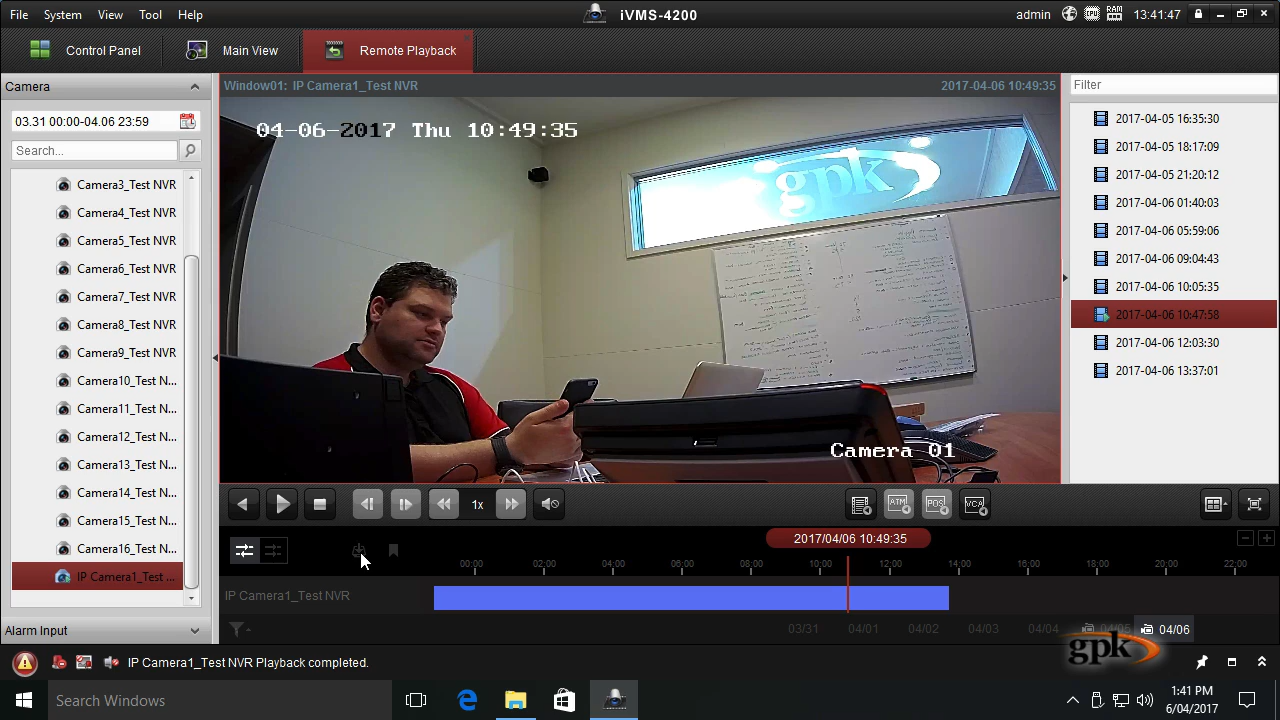 File System View Tool Help
iVMS-4200
admin
RAM
13:41:47
Control Panel
Main View
Remote Playback
Camera
03.31 00:00-04.06 23:59
Search...
Camera3_Test NVR
Camera4_Test NVR
Camera5_Test NVR
Camera6_Test NVR
Camera7_Test NVR
Camera8_Test NVR
Camera9_Test NVR
Camera10_Test N...
Camera11_Test N...
Camera12_Test N...
Camera13_Test N...
Camera14_Test N...
Camera15_Test N...
Camera16_Test N...
IP Camera1_Test ...
Alarm Input
Window01: IP Camera1_Test NVR
2017-04-06 10:49:35
04-06-2017 Thu 10:49:35
gpk
Camera 01
Filter
2017-04-05 16:35:30
2017-04-05 18:17:09
2017-04-05 21:20:12
2017-04-06 01:40:03
2017-04-06 05:59:06
2017-04-06 09:04:43
2017-04-06 10:05:35
2017-04-06 10:47:58
2017-04-06 12:03:30
2017-04-06 13:37:01
1x
ATM
POS
VCA
2017/04/06 10:49:35
00:00 02:00 04:00 06:00 08:00 10:00 12:00 14:00 16:00 18:00 20:00 22:00
IP Camera1_Test NVR
03/31 04/01 04/02 04/03 04/04 04/05 04/06
gpk
IP Camera1_Test NVR Playback completed.
Search Windows
1:41 PM
6/04/2017